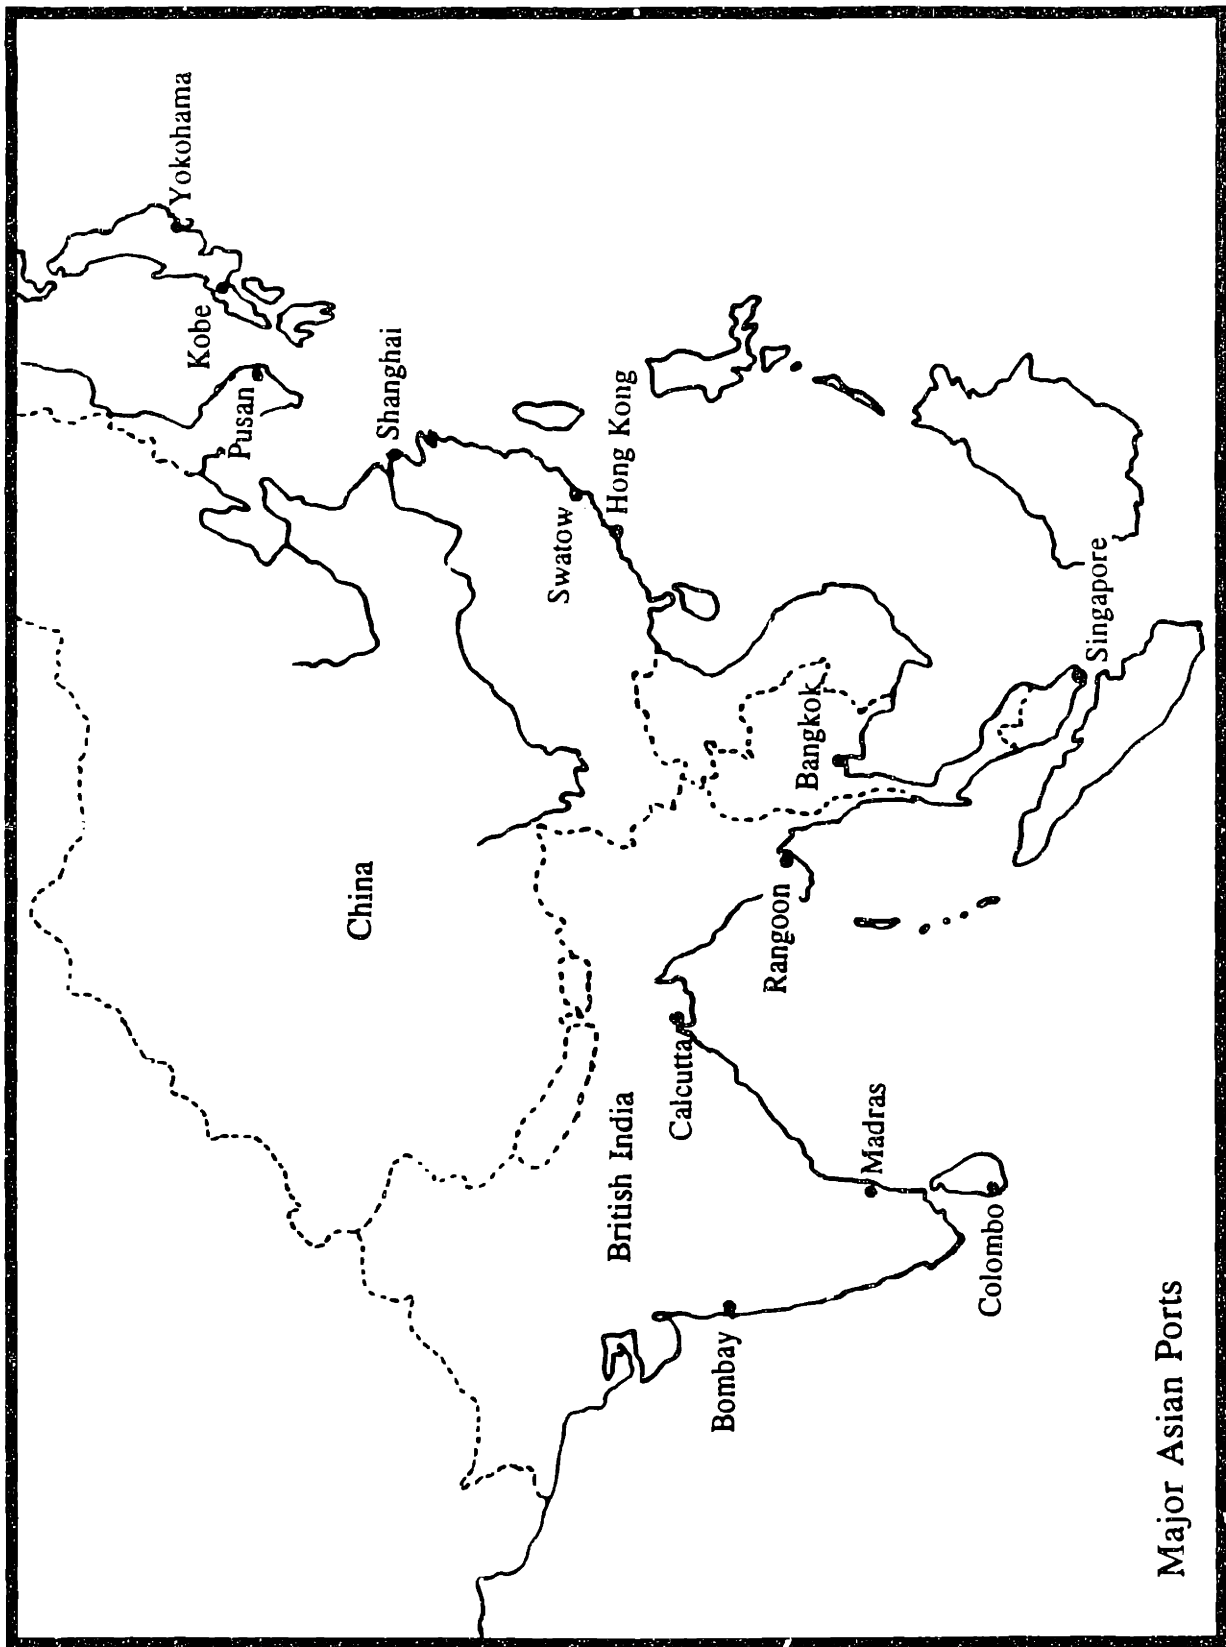 Yokohama
Kobe
Pusan
Shanghai
China
Swatow
Hong Kong
British India
Calcutta
Bombay
Rangoon
Bangkok
Madras
Colombo
Singapore
Major Asian Ports